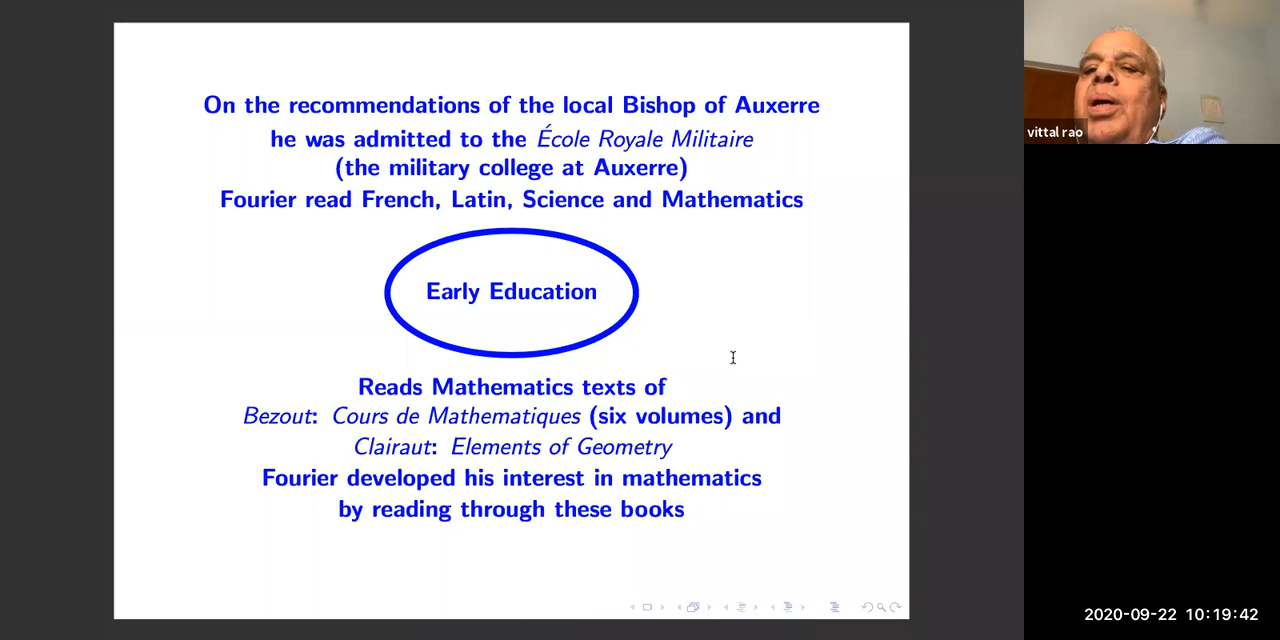 On the recommendations of the local Bishop of Auxerre
he was admitted to the École Royale Militaire
(the military college at Auxerre)
Fourier read French, Latin, Science and Mathematics
Early Education
Reads Mathematics texts of
Bezout: Cours de Mathematiques (six volumes) and
Clairaut: Elements of Geometry
Fourier developed his interest in mathematics
by reading through these books
vittal rao
2020-09-22 10:19:42